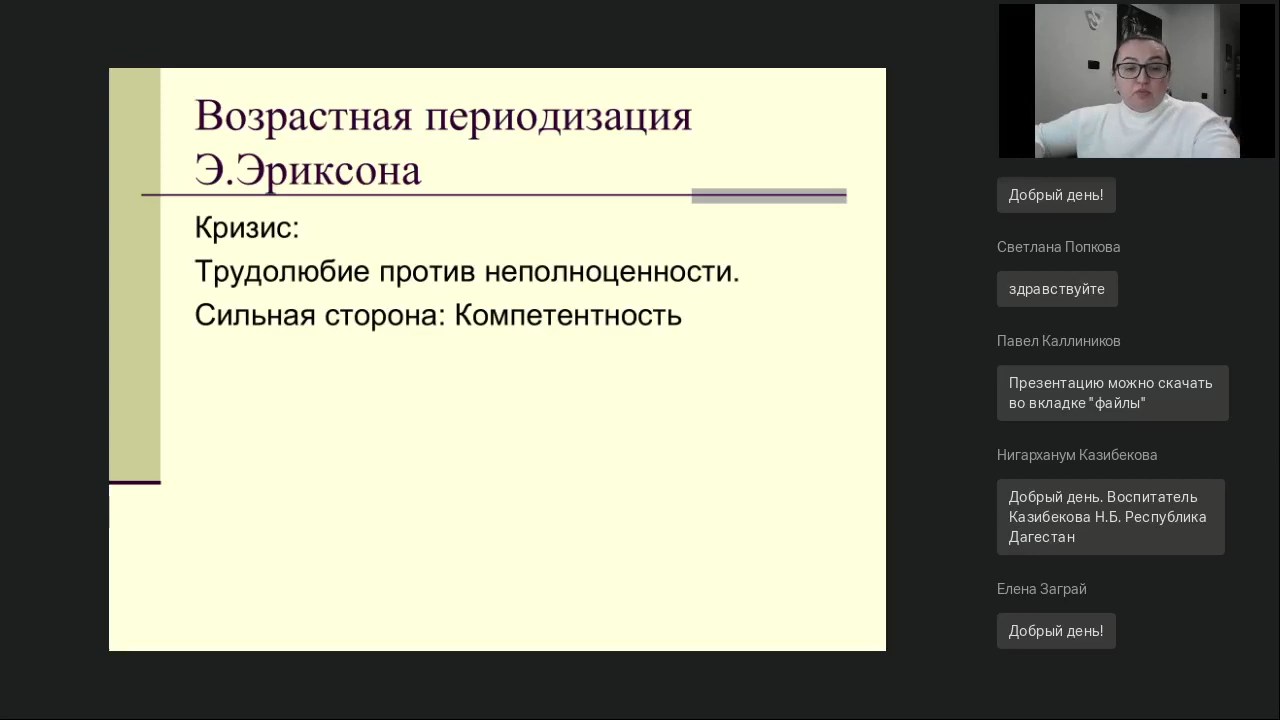 Возрастная периодизация
Э.Эриксона
Кризис:
Трудолюбие против неполноценности.
Сильная сторона: Компетентность
Добрый день!
Светлана Попкова
здравствуйте
Павел Каллиников
Презентацию можно скачать
во вкладке "файлы"
Нигарханум Казибекова
Добрый день. Воспитатель
Казибекова Н.Б. Республика
Дагестан
Елена Заграй
Добрый день!